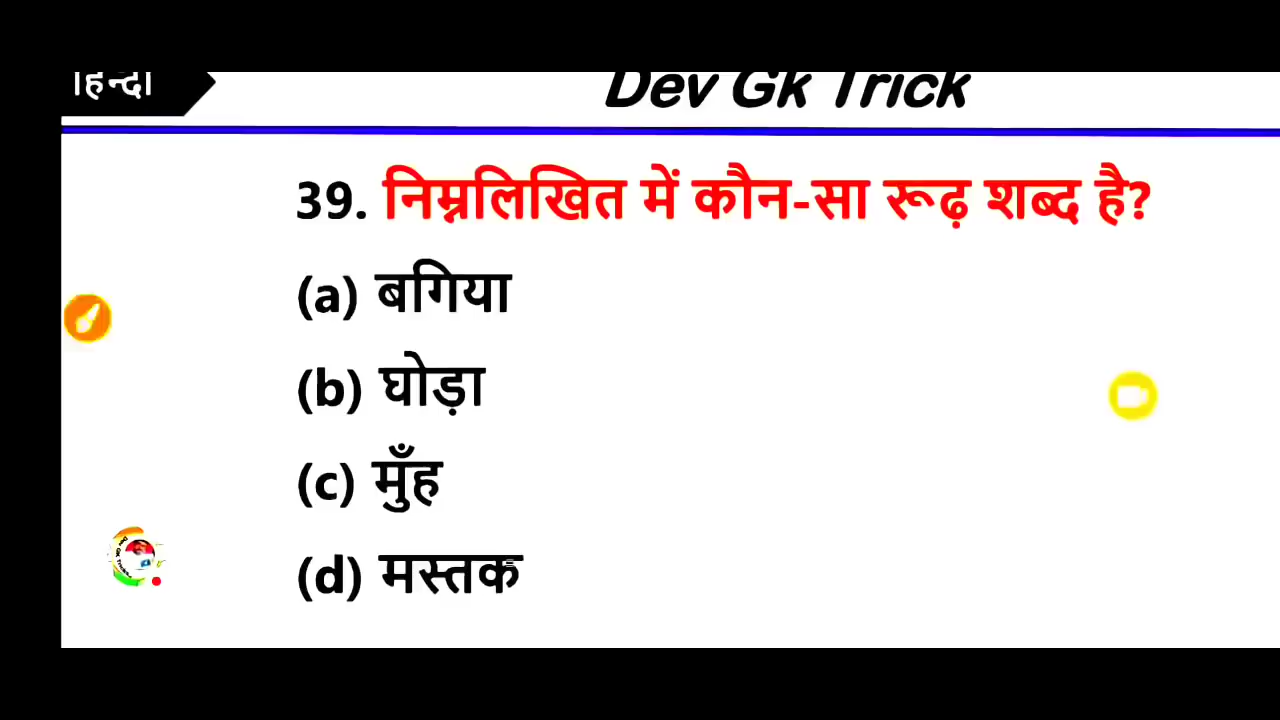 हिन्दी
Dev Gk Trick
39. निम्नलिखित में कौन-सा रूढ़ शब्द है?
(a) बगिया
(b) घोड़ा
(c) मुँह
(d) मस्तक